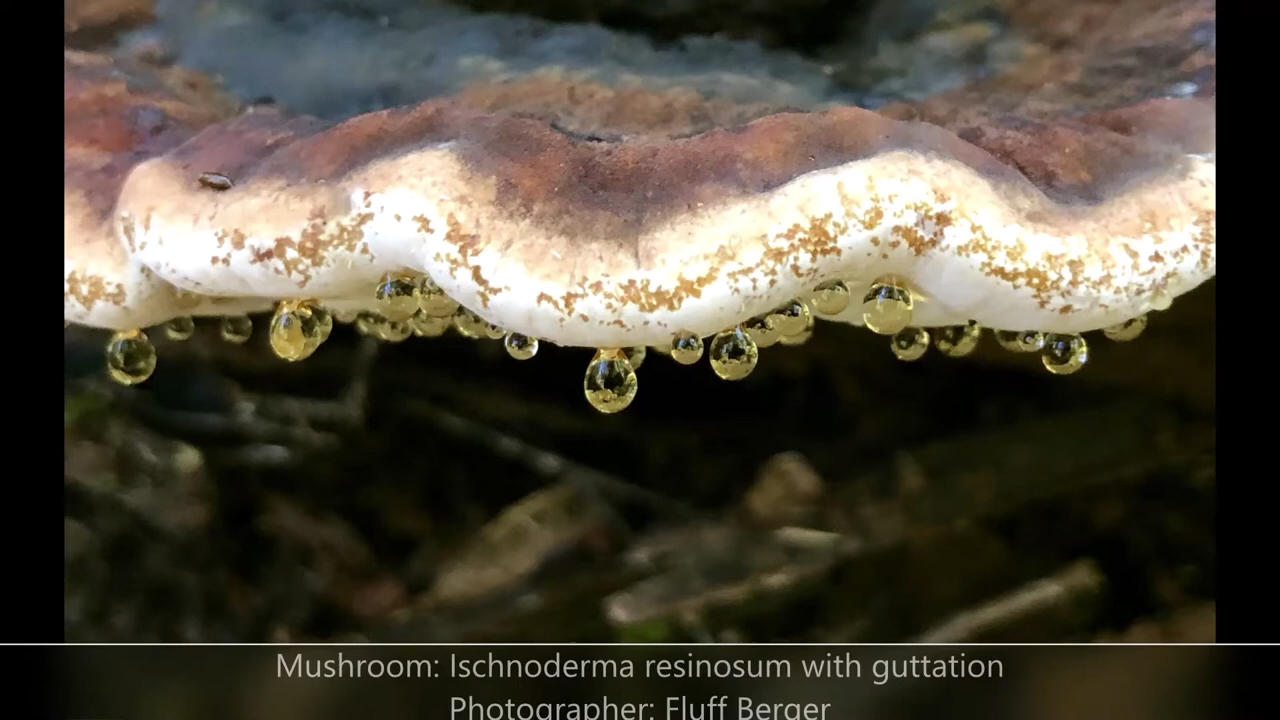 Mushroom: Ischnoderma resinosum with guttation
Photographer: Fluff Berger